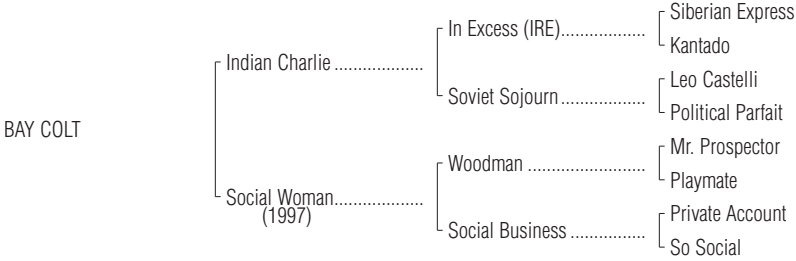 Siberian Express
In Excess (IRE)...................
Kantado
Indian Charlie ....................
Leo Castelli
Soviet Sojourn...................
Political Parfait
BAY COLT
Mr. Prospector
Woodman ..........................
Playmate
Social Woman....................
(1997)
Private Account
Social Business .................
So Social